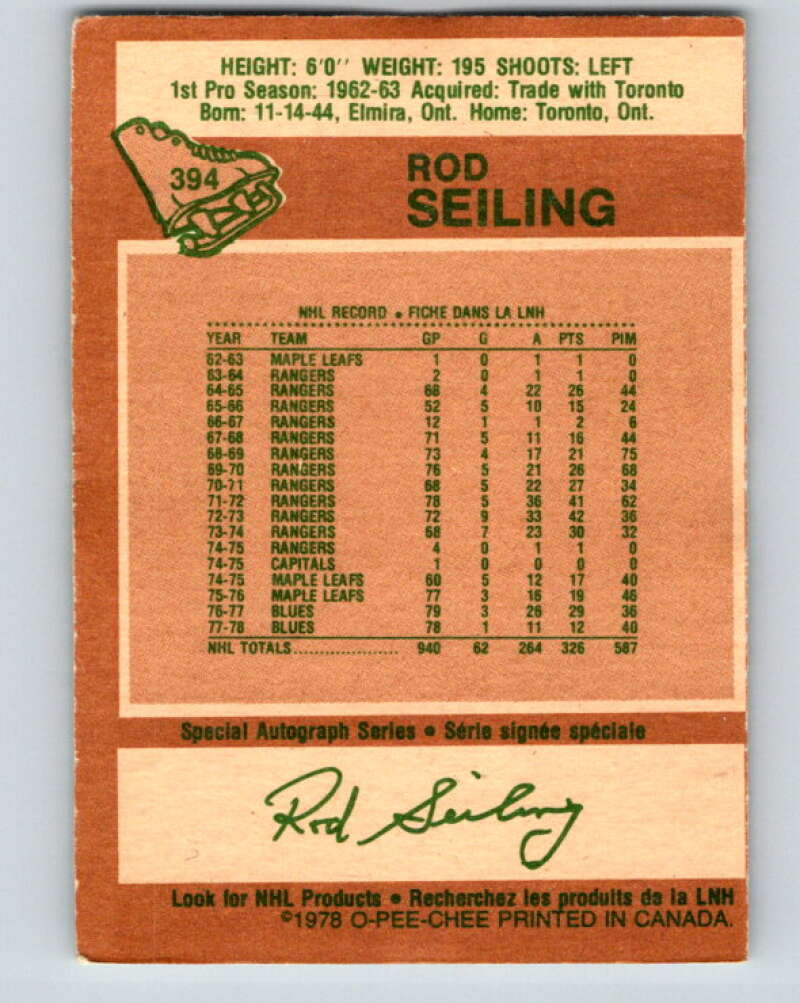 HEIGHT: 6'0'' WEIGHT: 195 SHOOTS: LEFT
1st Pro Season: 1962-63 Acquired: Trade with Toronto
Born: 11-14-44, Elmira, Ont. Home: Toronto, Ont.
394
ROD
SEILING
NHL RECORD • FICHE DANS LA LNH
YEAR TEAM GP G A PTS PIM
62-63 MAPLE LEAFS 1 0 1 1 0
63-64 RANGERS 2 0 1 1 0
64-65 RANGERS 68 4 22 26 44
65-66 RANGERS 52 5 10 15 24
66-67 RANGERS 12 1 1 2 6
67-68 RANGERS 71 5 11 16 44
68-69 RANGERS 73 4 17 21 75
69-70 RANGERS 76 5 21 26 68
70-71 RANGERS 68 5 22 27 34
71-72 RANGERS 78 5 36 41 62
72-73 RANGERS 72 9 33 42 36
73-74 RANGERS 68 7 23 30 32
74-75 RANGERS 4 0 1 1 0
74-75 CAPITALS 1 0 0 0 0
74-75 MAPLE LEAFS 60 5 12 17 40
75-76 MAPLE LEAFS 77 3 16 19 46
76-77 BLUES 79 3 26 29 36
77-78 BLUES 78 1 11 12 40
NHL TOTALS..................... 940 62 264 326 587
Special Autograph Series • Série signée spéciale
Rod Seiling
Look for NHL Products • Recherchez les produits de la LNH
©1978 O-PEE-CHEE PRINTED IN CANADA.